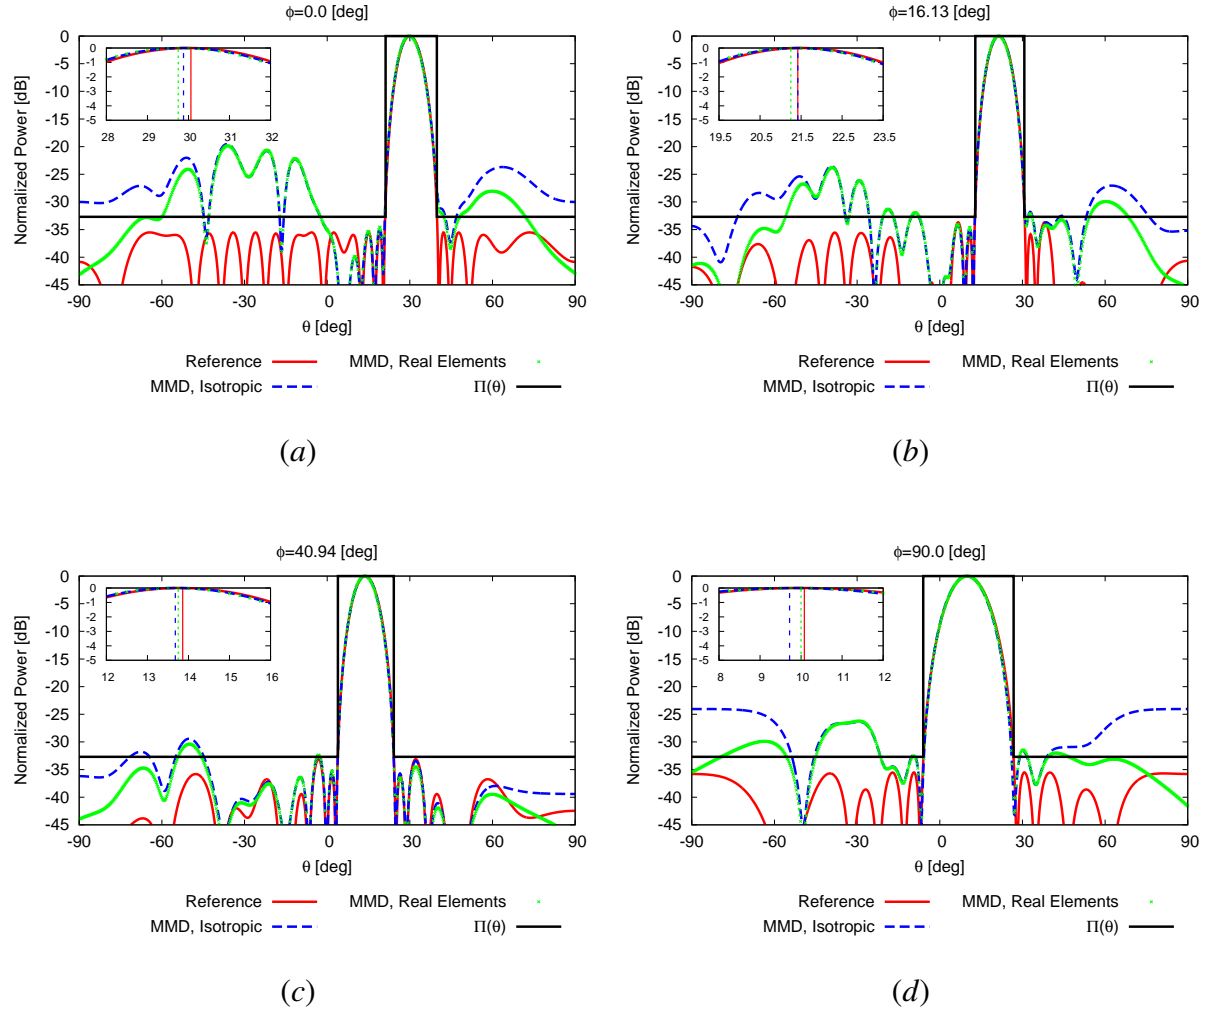 ϕ=0.0 [deg]
Normalized Power [dB]
0
-5
-10
-15
-20
-25
-30
-35
-40
-45
0
-1
-2
-3
-4
-5
28 29 30 31 32
-90 -60 -30 0 30 60 90
θ [deg]
Reference
MMD, Real Elements
MMD, Isotropic
Π(θ)
(a)
ϕ=16.13 [deg]
Normalized Power [dB]
0
-5
-10
-15
-20
-25
-30
-35
-40
-45
0
-1
-2
-3
-4
-5
19.5 20.5 21.5 22.5 23.5
-90 -60 -30 0 30 60 90
θ [deg]
Reference
MMD, Real Elements
MMD, Isotropic
Π(θ)
(b)
ϕ=40.94 [deg]
Normalized Power [dB]
0
-5
-10
-15
-20
-25
-30
-35
-40
-45
0
-1
-2
-3
-4
-5
12 13 14 15 16
-90 -60 -30 0 30 60 90
θ [deg]
Reference
MMD, Real Elements
MMD, Isotropic
Π(θ)
(c)
ϕ=90.0 [deg]
Normalized Power [dB]
0
-5
-10
-15
-20
-25
-30
-35
-40
-45
0
-1
-2
-3
-4
-5
8 9 10 11 12
-90 -60 -30 0 30 60 90
θ [deg]
Reference
MMD, Real Elements
MMD, Isotropic
Π(θ)
(d)